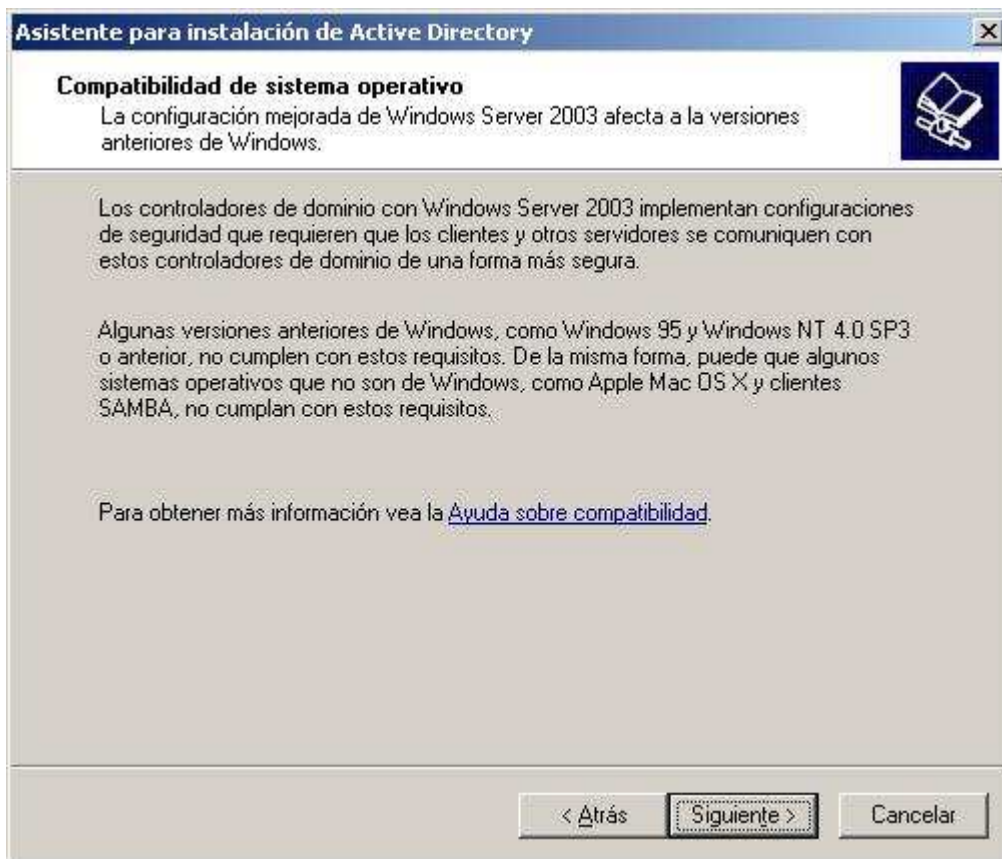 Asistente para instalación de Active Directory
Compatibilidad de sistema operativo
La configuración mejorada de Windows Server 2003 afecta a la versiones
anteriores de Windows.
Los controladores de dominio con Windows Server 2003 implementan configuraciones
de seguridad que requieren que los clientes y otros servidores se comuniquen con
estos controladores de dominio de una forma más segura.
Algunas versiones anteriores de Windows, como Windows 95 y Windows NT 4.0 SP3
o anterior, no cumplen con estos requisitos. De la misma forma, puede que algunos
sistemas operativos que no son de Windows, como Apple Mac OS X y clientes
SAMBA, no cumplan con estos requisitos.
Para obtener más información vea la Ayuda sobre compatibilidad.
< Atrás Siguiente > Cancelar